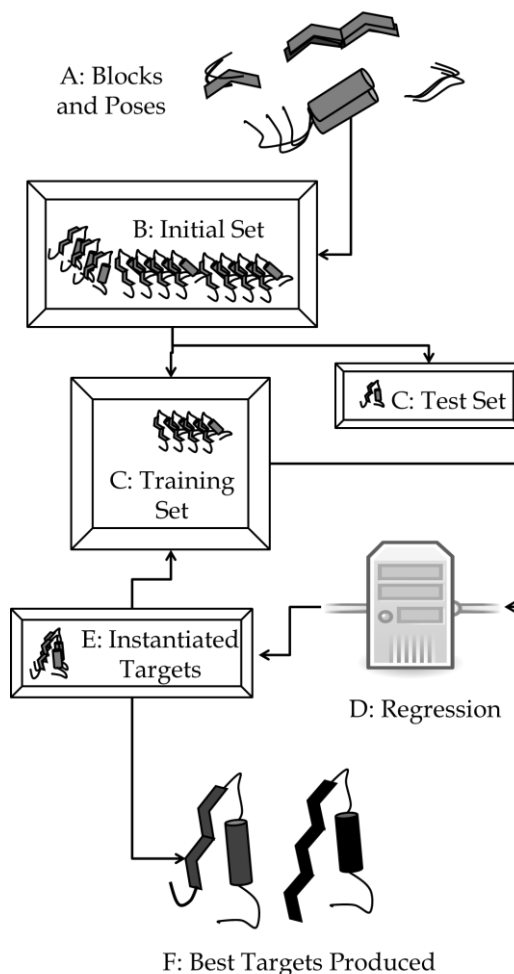 A: Blocks
and Poses
B: Initial Set
C: Test Set
C: Training
Set
E: Instantiated
Targets
D: Regression
F: Best Targets Produced